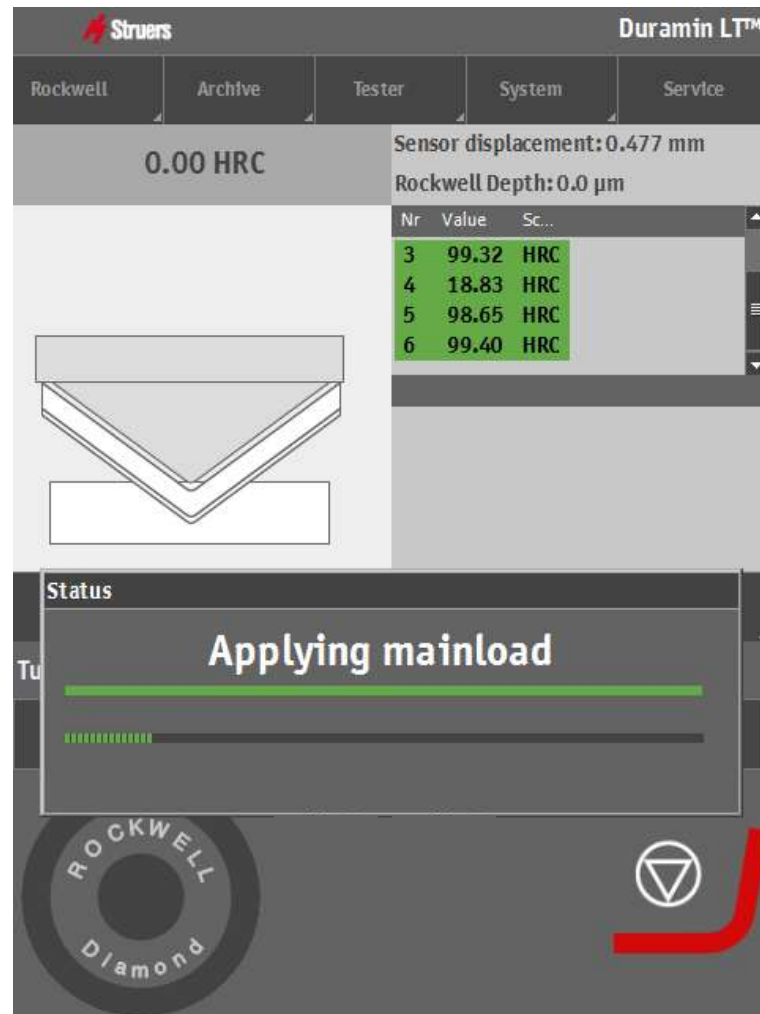 Struers
Duramin LT™
Rockwell Archive Tester System Service
0.00 HRC
Sensor displacement: 0.477 mm
Rockwell Depth: 0.0 µm
Nr Value Sc...
3 99.32 HRC
4 18.83 HRC
5 98.65 HRC
6 99.40 HRC
Status
Applying mainload
Tu
ROCKWELL
Diamond